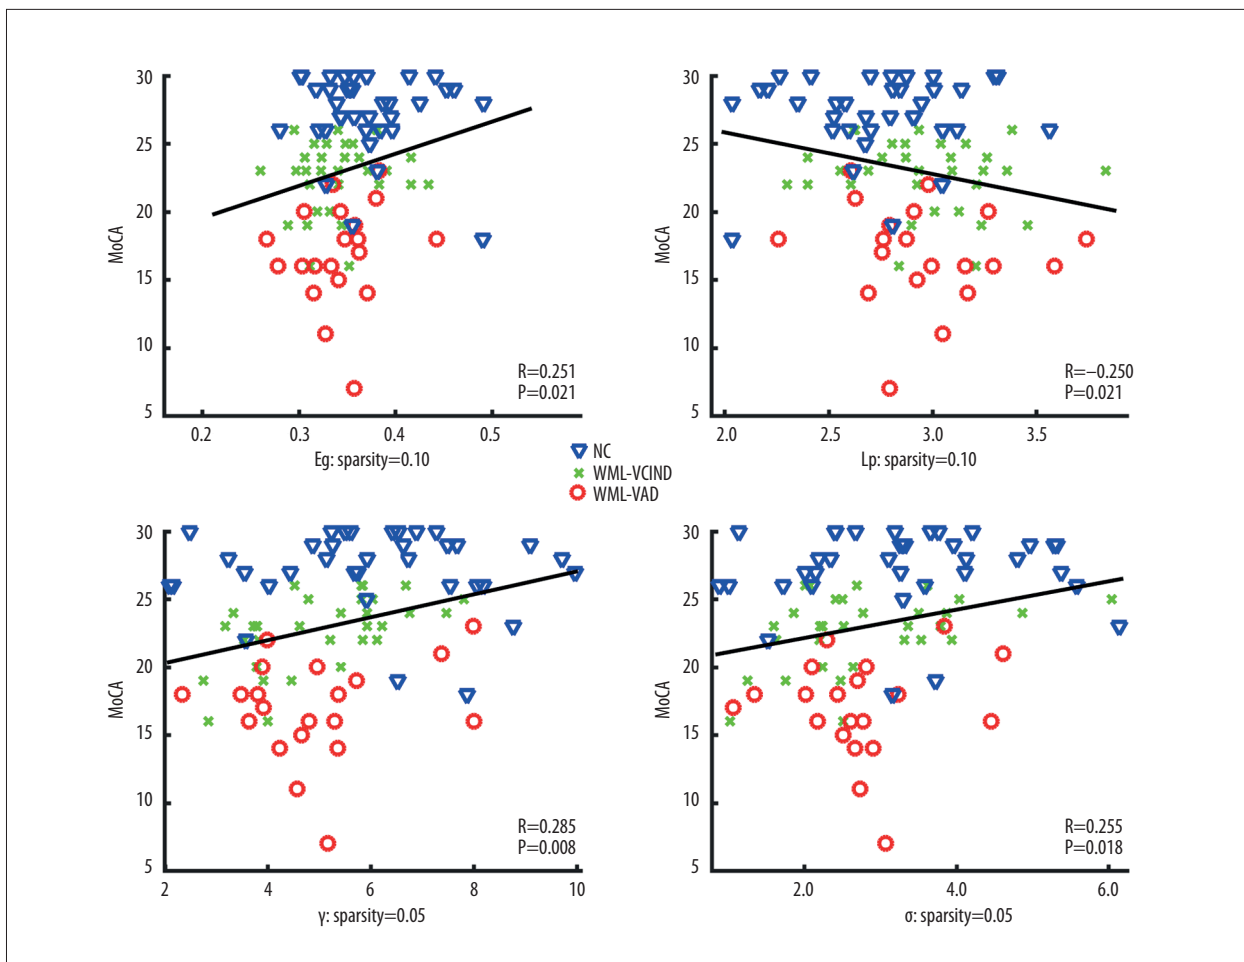 30
25
20
15
10
5
MoCA
R=0.251
P=0.021
0.2 0.3 0.4 0.5
Eg: sparsity=0.10
30
25
20
15
10
5
MoCA
R=−0.250
P=0.021
2.0 2.5 3.0 3.5
Lp: sparsity=0.10
NC
WML-VCIND
WML-VAD
30
25
20
15
10
5
MoCA
R=0.285
P=0.008
2 4 6 8 10
γ: sparsity=0.05
30
25
20
15
10
5
MoCA
R=0.255
P=0.018
2.0 4.0 6.0
σ: sparsity=0.05